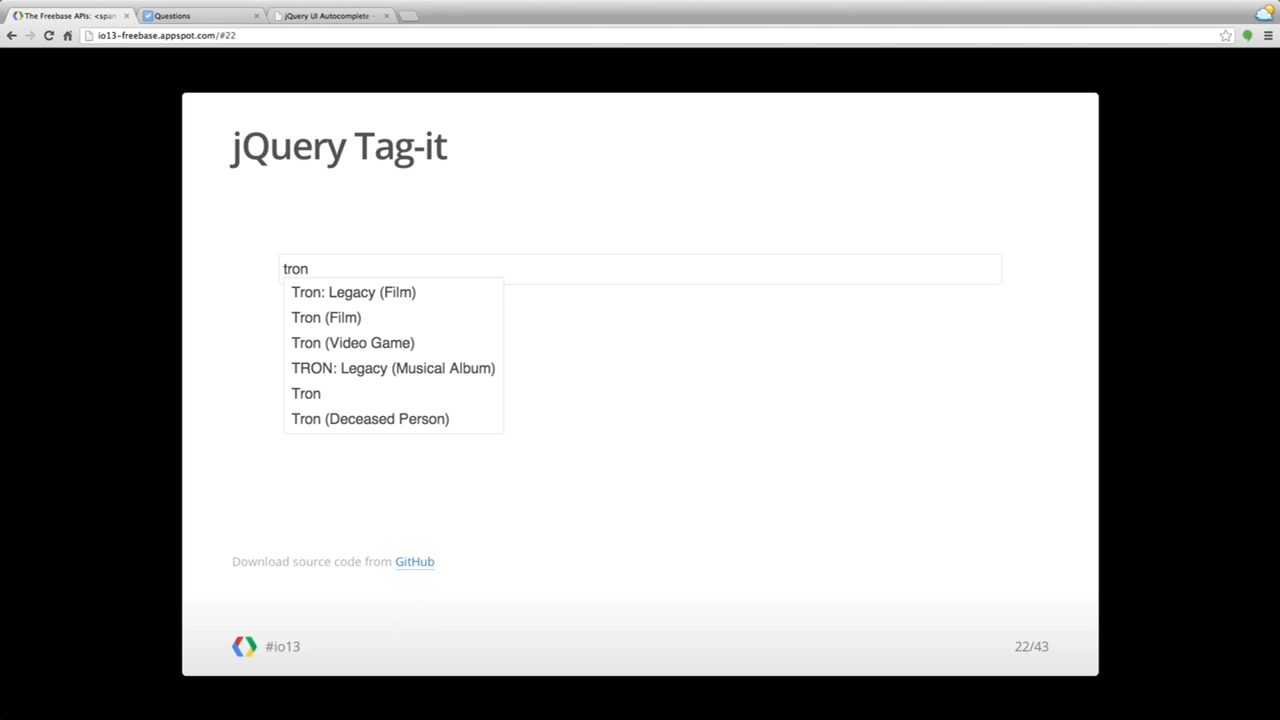 The Freebase APIs: <span
Questions
jQuery UI Autocomplete -
io13-freebase.appspot.com/#22
jQuery Tag-it
tron
Tron: Legacy (Film)
Tron (Film)
Tron (Video Game)
TRON: Legacy (Musical Album)
Tron
Tron (Deceased Person)
Download source code from GitHub
#io13
22/43